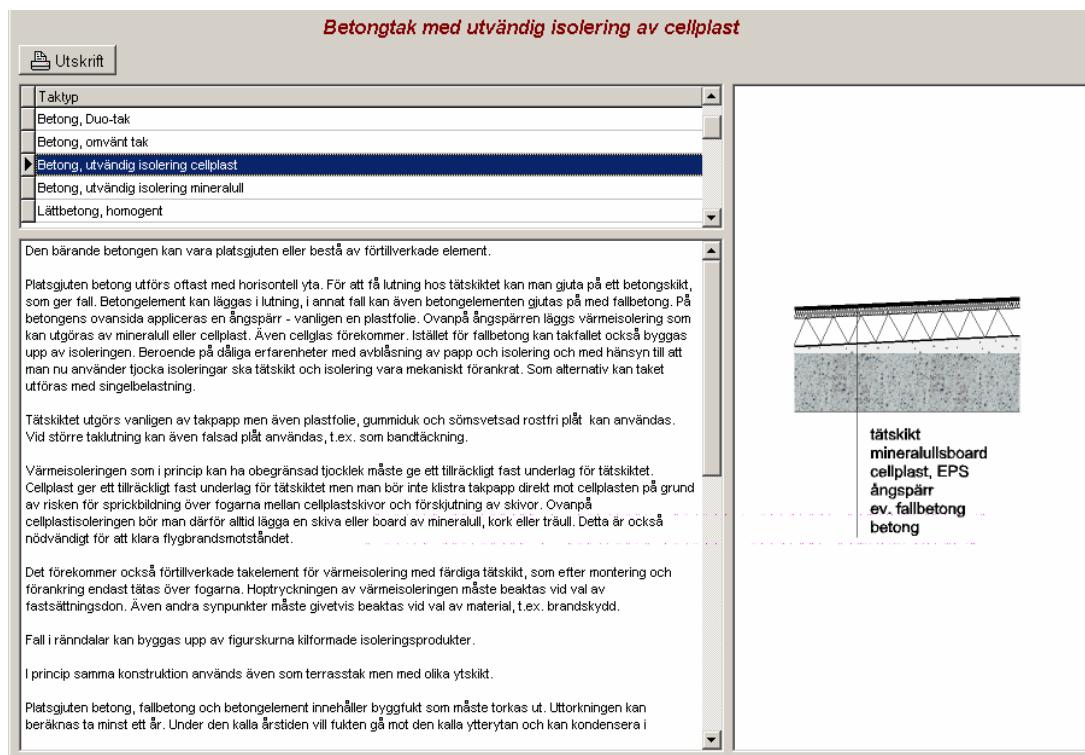 Betongtak med utvändig isolering av cellplast
Utskrift
Taktyp
Betong, Duo-tak
Betong, omvänt tak
Betong, utvändig isolering cellplast
Betong, utvändig isolering mineralull
Lättbetong, homogent
Den bärande betongen kan vara platsgjuten eller bestå av förtillverkade element.
Platsgjuten betong utförs oftast med horisontell yta. För att få lutning hos tätskiktet kan man gjuta på ett betongskikt,
som ger fall. Betongelement kan läggas i lutning, i annat fall kan även betongelementen gjutas på med fallbetong. På
betongens ovansida appliceras en ångspärr - vanligen en plastfolie. Ovanpå ångspärren läggs värmeisolering som
kan utgöras av mineralull eller cellplast. Även cellglas förekommer. Istället för fallbetong kan takfallet också byggas
upp av isoleringen. Beroende på dåliga erfarenheter med avblåsning av papp och isolering och med hänsyn till att
man nu använder tjocka isoleringar ska tätskikt och isolering vara mekaniskt förankrat. Som alternativ kan taket
utföras med singelbelastning.
Tätskiktet utgörs vanligen av takpapp men även plastfolie, gummiduk och sömsvetsad rostfri plåt kan användas.
Vid större taklutning kan även falsad plåt användas, t.ex. som bandtäckning.
Värmeisoleringen som i princip kan ha obegränsad tjocklek måste ge ett tillräckligt fast underlag för tätskiktet.
Cellplast ger ett tillräckligt fast underlag för tätskiktet men man bör inte klistra takpapp direkt mot cellplasten på grund
av risken för sprickbildning över fogarna mellan cellplastskivor och förskjutning av skivor. Ovanpå
cellplastisoleringen bör man därför alltid lägga en skiva eller board av mineralull, kork eller träull. Detta är också
nödvändigt för att klara flygbrandsmotståndet.
Det förekommer också förtillverkade takelement för värmeisolering med färdiga tätskikt, som efter montering och
förankring endast tätas över fogarna. Hoptryckningen av värmeisoleringen måste beaktas vid val av
fastsättningsdon. Även andra synpunkter måste givetvis beaktas vid val av material, t.ex. brandskydd.
Fall i ränndalar kan byggas upp av figurskurna kilformade isoleringsprodukter.
I princip samma konstruktion används även som terrasstak men med olika ytskikt.
Platsgjuten betong, fallbetong och betongelement innehåller byggfukt som måste torkas ut. Uttorkningen kan
beräknas ta minst ett år. Under den kalla årstiden vill fukten gå mot den kalla ytterytan och kan kondensera i
tätskikt
mineralullsboard
cellplast, EPS
ångspärr
ev. fallbetong
betong